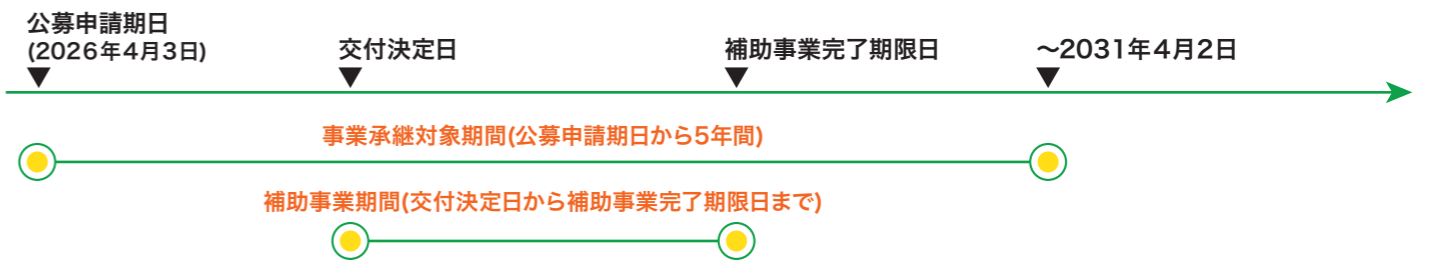 公募申請期日
(2026年4月3日)
交付決定日
補助事業完了期限日
～2031年4月2日
事業承継対象期間(公募申請期日から5年間)
補助事業期間(交付決定日から補助事業完了期限日まで)